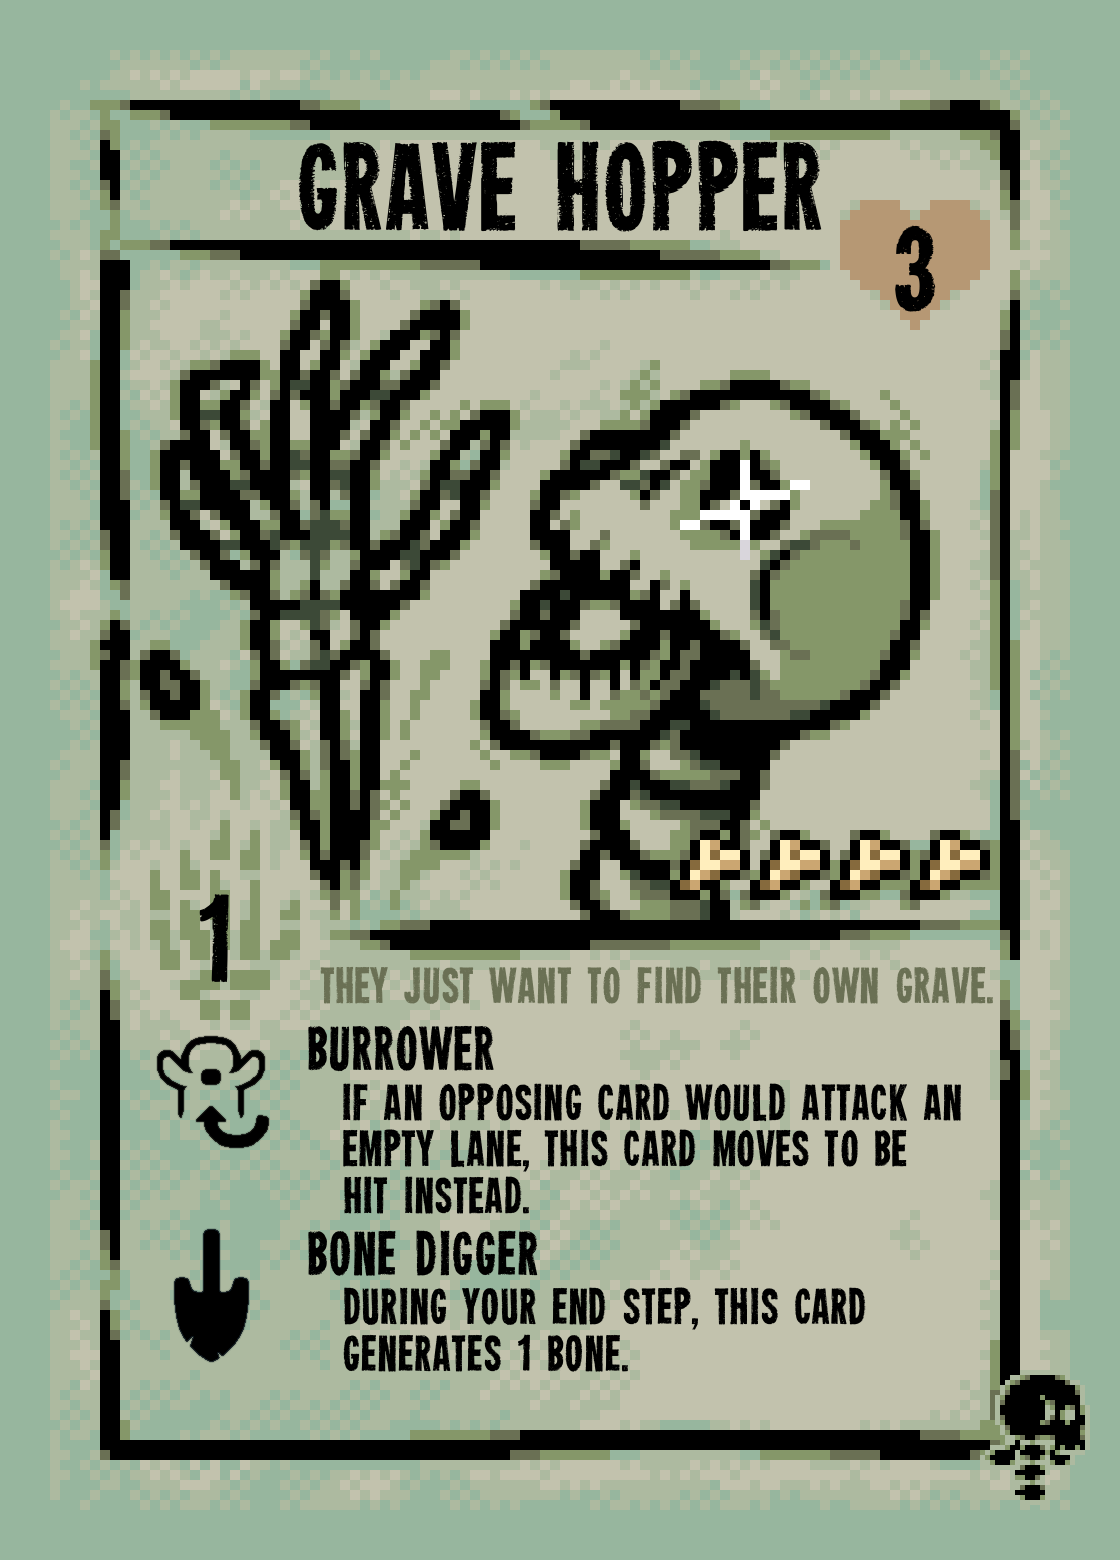 GRAVE HOPPER
3
1
THEY JUST WANT TO FIND THEIR OWN GRAVE.
BURROWER
IF AN OPPOSING CARD WOULD ATTACK AN
EMPTY LANE, THIS CARD MOVES TO BE
HIT INSTEAD.
BONE DIGGER
DURING YOUR END STEP, THIS CARD
GENERATES 1 BONE.